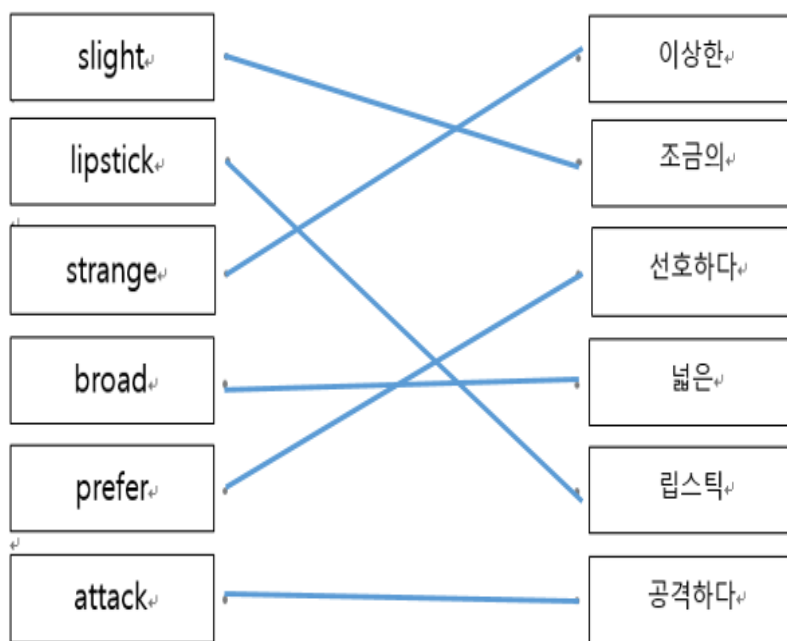 slight
이상한
lipstick
조금의
strange
선호하다
broad
넓은
prefer
립스틱
attack
공격하다